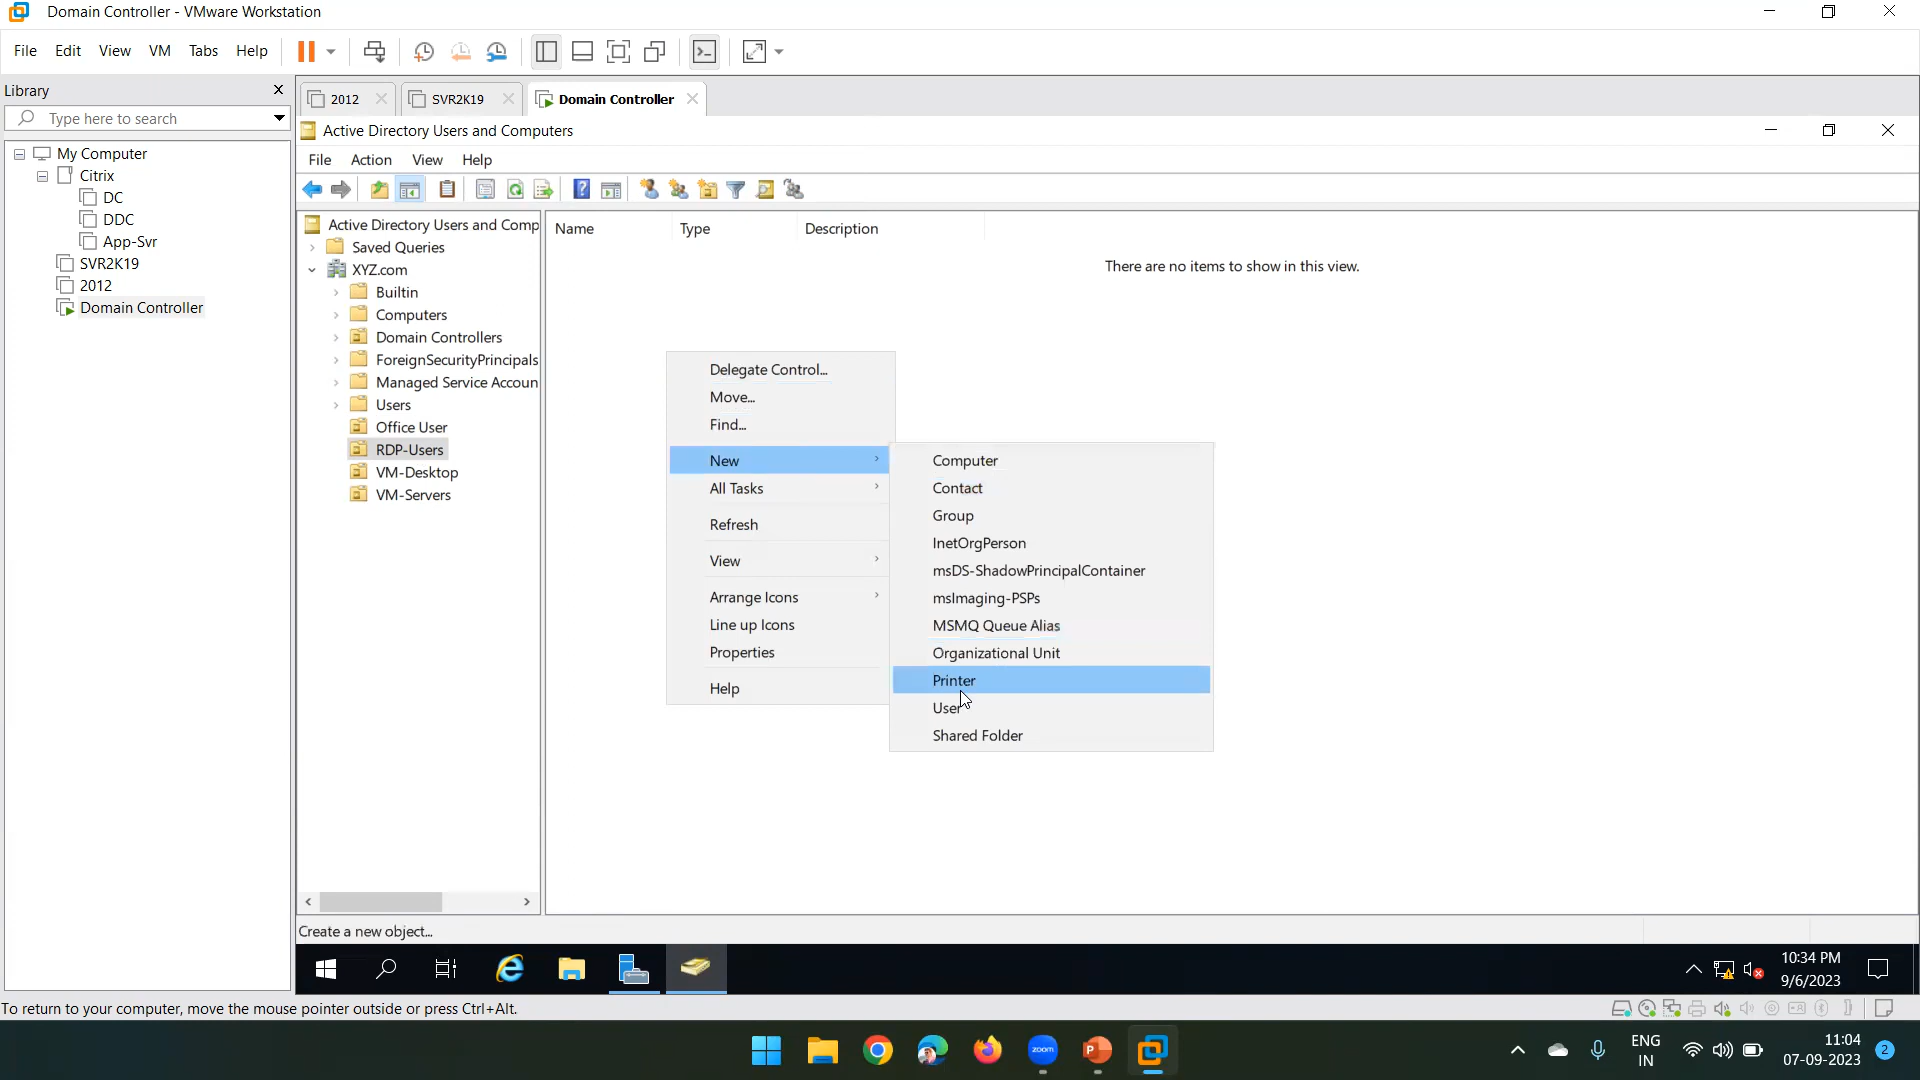 Domain Controller - VMware Workstation
File Edit View VM Tabs Help
Library
Type here to search
My Computer
Citrix
DC
DDC
App-Svr
SVR2K19
2012
Domain Controller
2012 SVR2K19 Domain Controller
Active Directory Users and Computers
File Action View Help
Active Directory Users and Comp
Saved Queries
XYZ.com
Builtin
Computers
Domain Controllers
ForeignSecurityPrincipals
Managed Service Accoun
Users
Office User
RDP-Users
VM-Desktop
VM-Servers
Name Type Description
There are no items to show in this view.
Delegate Control...
Move...
Find...
New
All Tasks
Refresh
View
Arrange Icons
Line up Icons
Properties
Help
Computer
Contact
Group
InetOrgPerson
msDS-ShadowPrincipalContainer
msImaging-PSPs
MSMQ Queue Alias
Organizational Unit
Printer
User
Shared Folder
Create a new object...
10:34 PM
9/6/2023
To return to your computer, move the mouse pointer outside or press Ctrl+Alt.
zoom
P
ENG
IN
11:04
07-09-2023
2